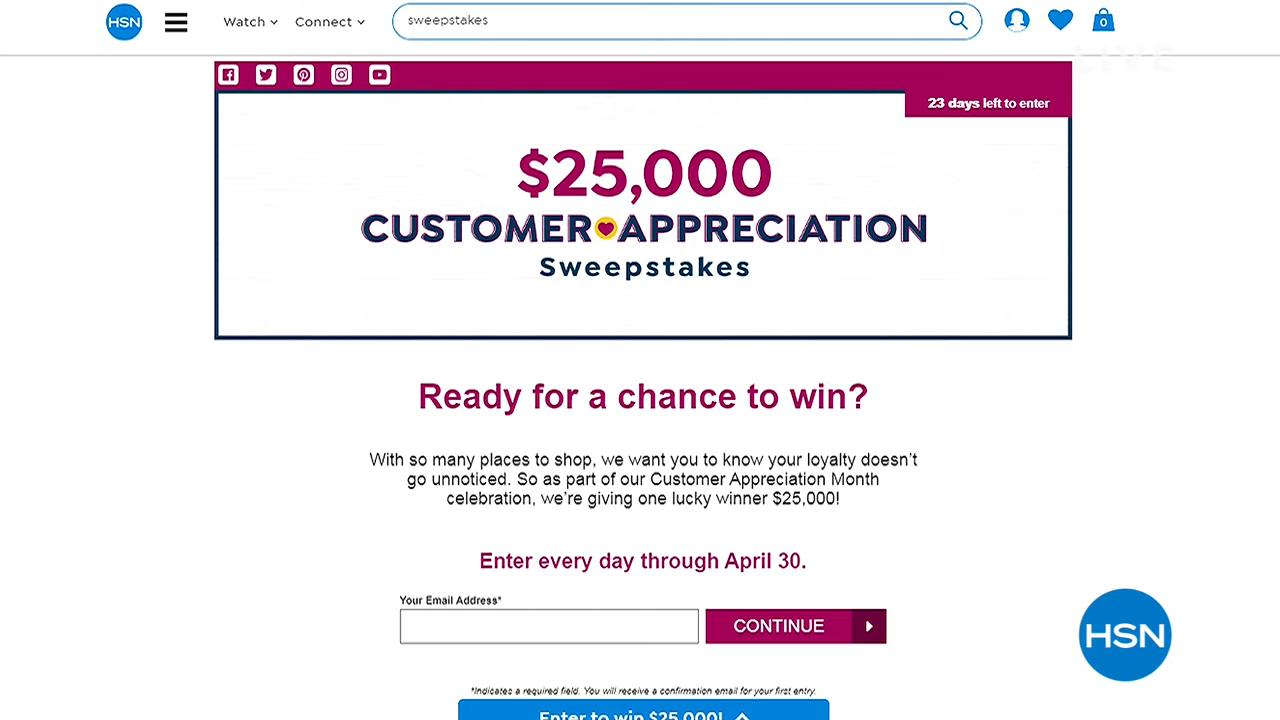 HSN
Watch
Connect
sweepstakes
0
LIVE
23 days left to enter
$25,000
CUSTOMER APPRECIATION
Sweepstakes
Ready for a chance to win?
With so many places to shop, we want you to know your loyalty doesn't
go unnoticed. So as part of our Customer Appreciation Month
celebration, we're giving one lucky winner $25,000!
Enter every day through April 30.
Your Email Address*
CONTINUE
HSN
*Indicates a required field. You will receive a confirmation email for your first entry.
Enter to win $25,000!